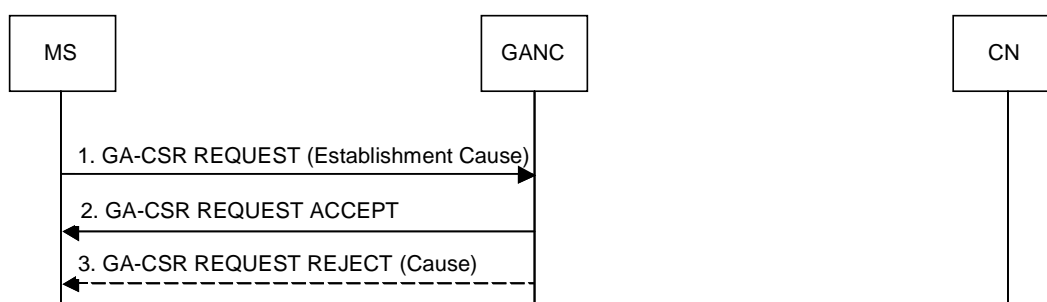 MS
GANC
CN
1. GA-CSR REQUEST (Establishment Cause)
2. GA-CSR REQUEST ACCEPT
3. GA-CSR REQUEST REJECT (Cause)